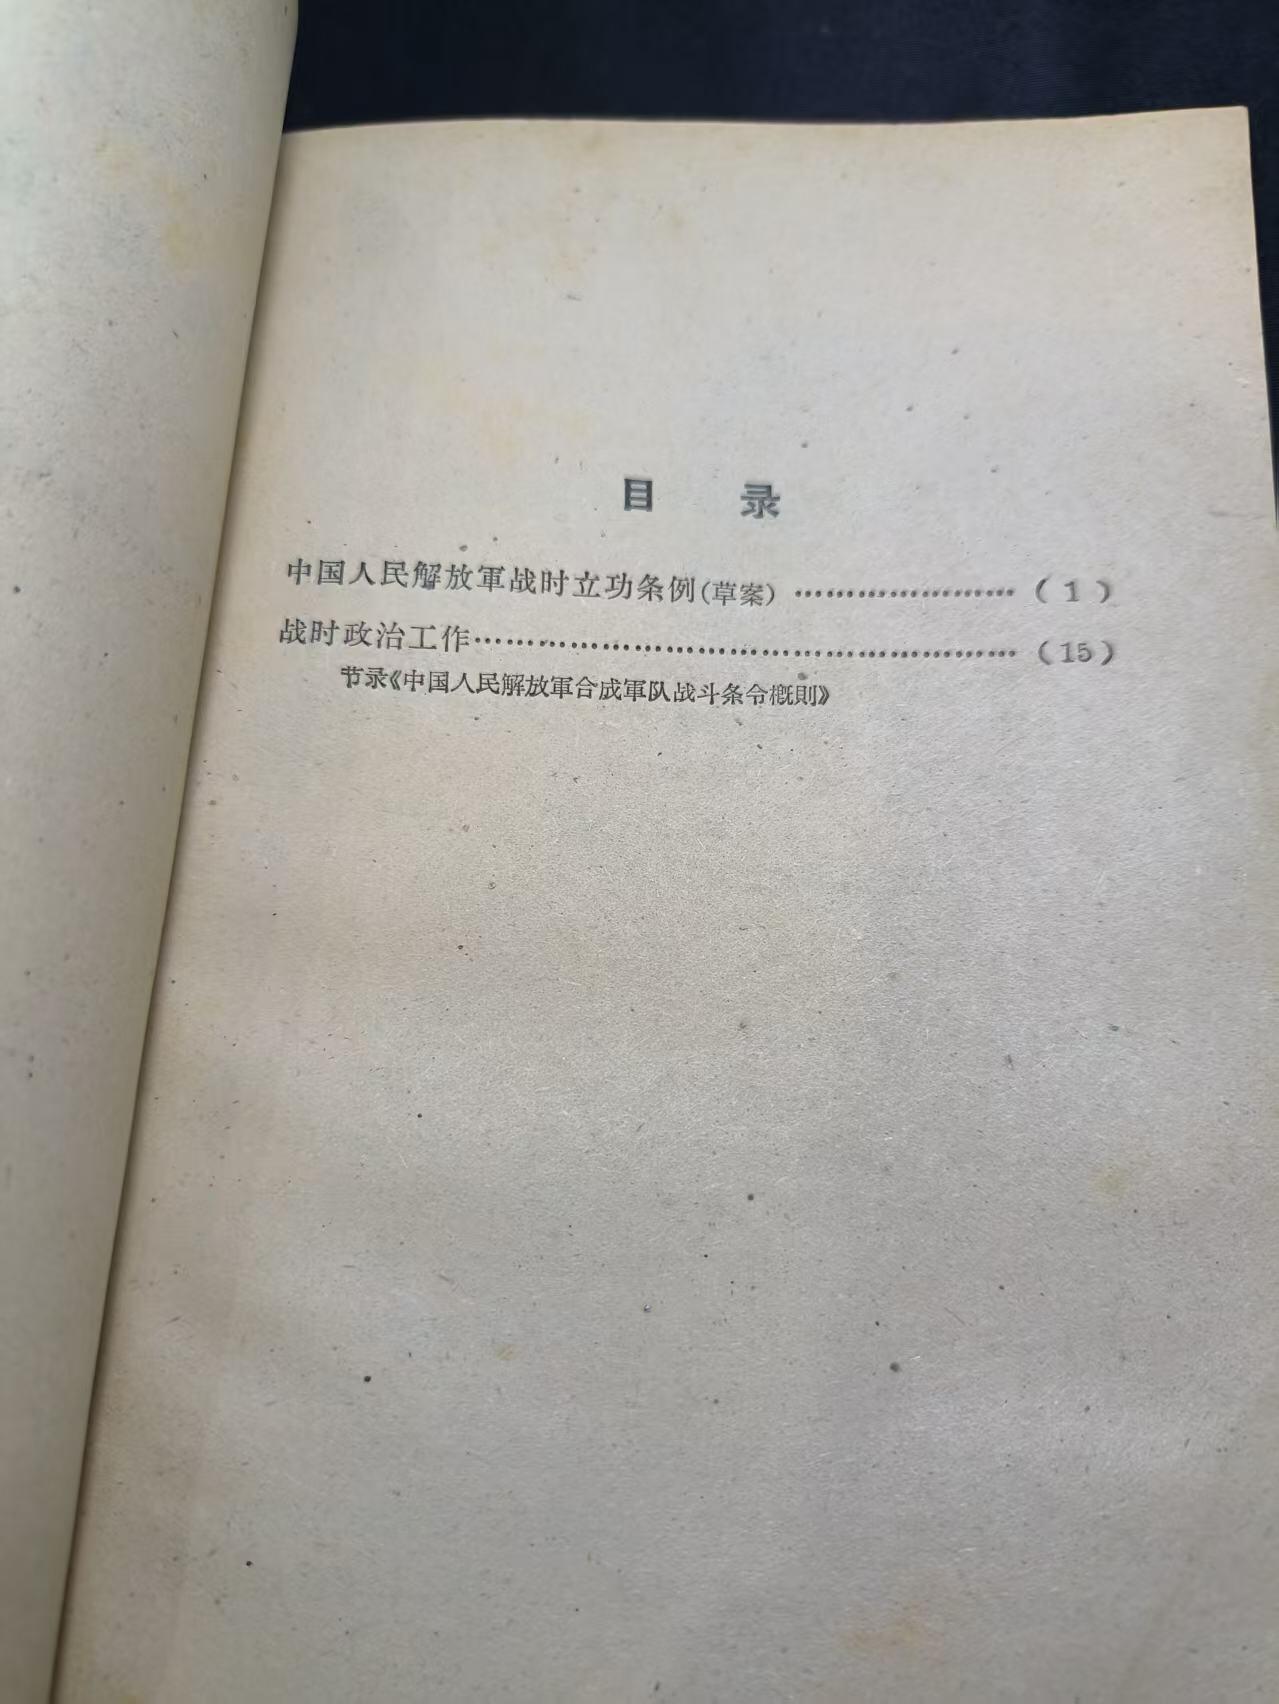 目　录
中国人民解放軍战时立功条例(草案) ……………………（1）
战时政治工作………………………………………………（15）
节录《中国人民解放軍合成軍队战斗条令槪則》